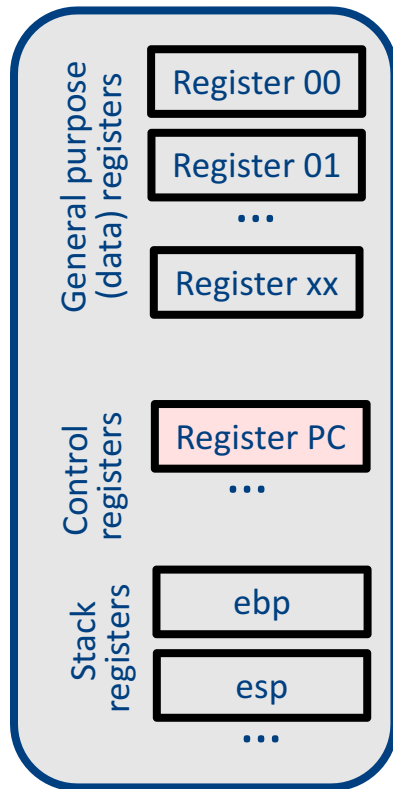 General purpose
(data) registers
Register 00
Register 01
...
Register xx
Control
registers
Register PC
...
Stack
registers
ebp
esp
...